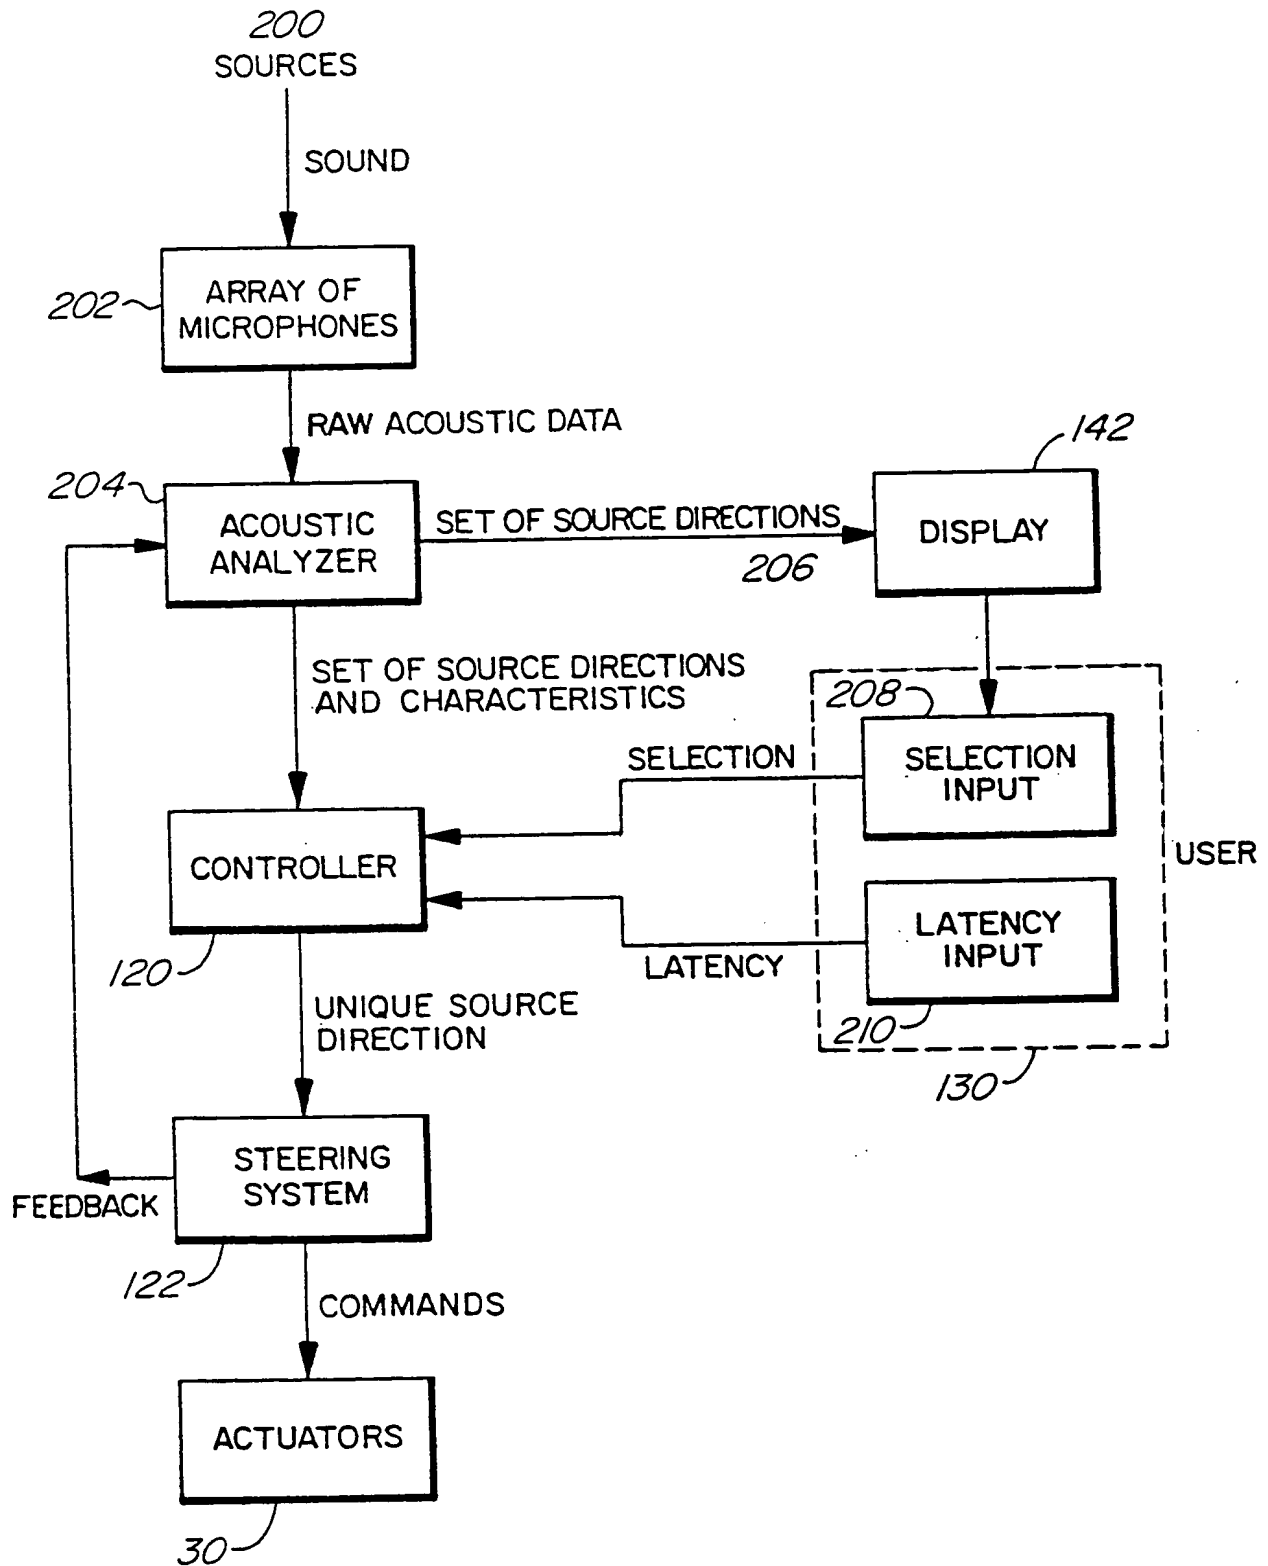 200
SOURCES
SOUND
202
ARRAY OF
MICROPHONES
RAW ACOUSTIC DATA
204
ACOUSTIC
ANALYZER
SET OF SOURCE DIRECTIONS
206
142
DISPLAY
SET OF SOURCE DIRECTIONS
AND CHARACTERISTICS
208
SELECTION
INPUT
SELECTION
USER
CONTROLLER
120
LATENCY
INPUT
LATENCY
210
130
UNIQUE SOURCE
DIRECTION
STEERING
SYSTEM
FEEDBACK
122
COMMANDS
ACTUATORS
30